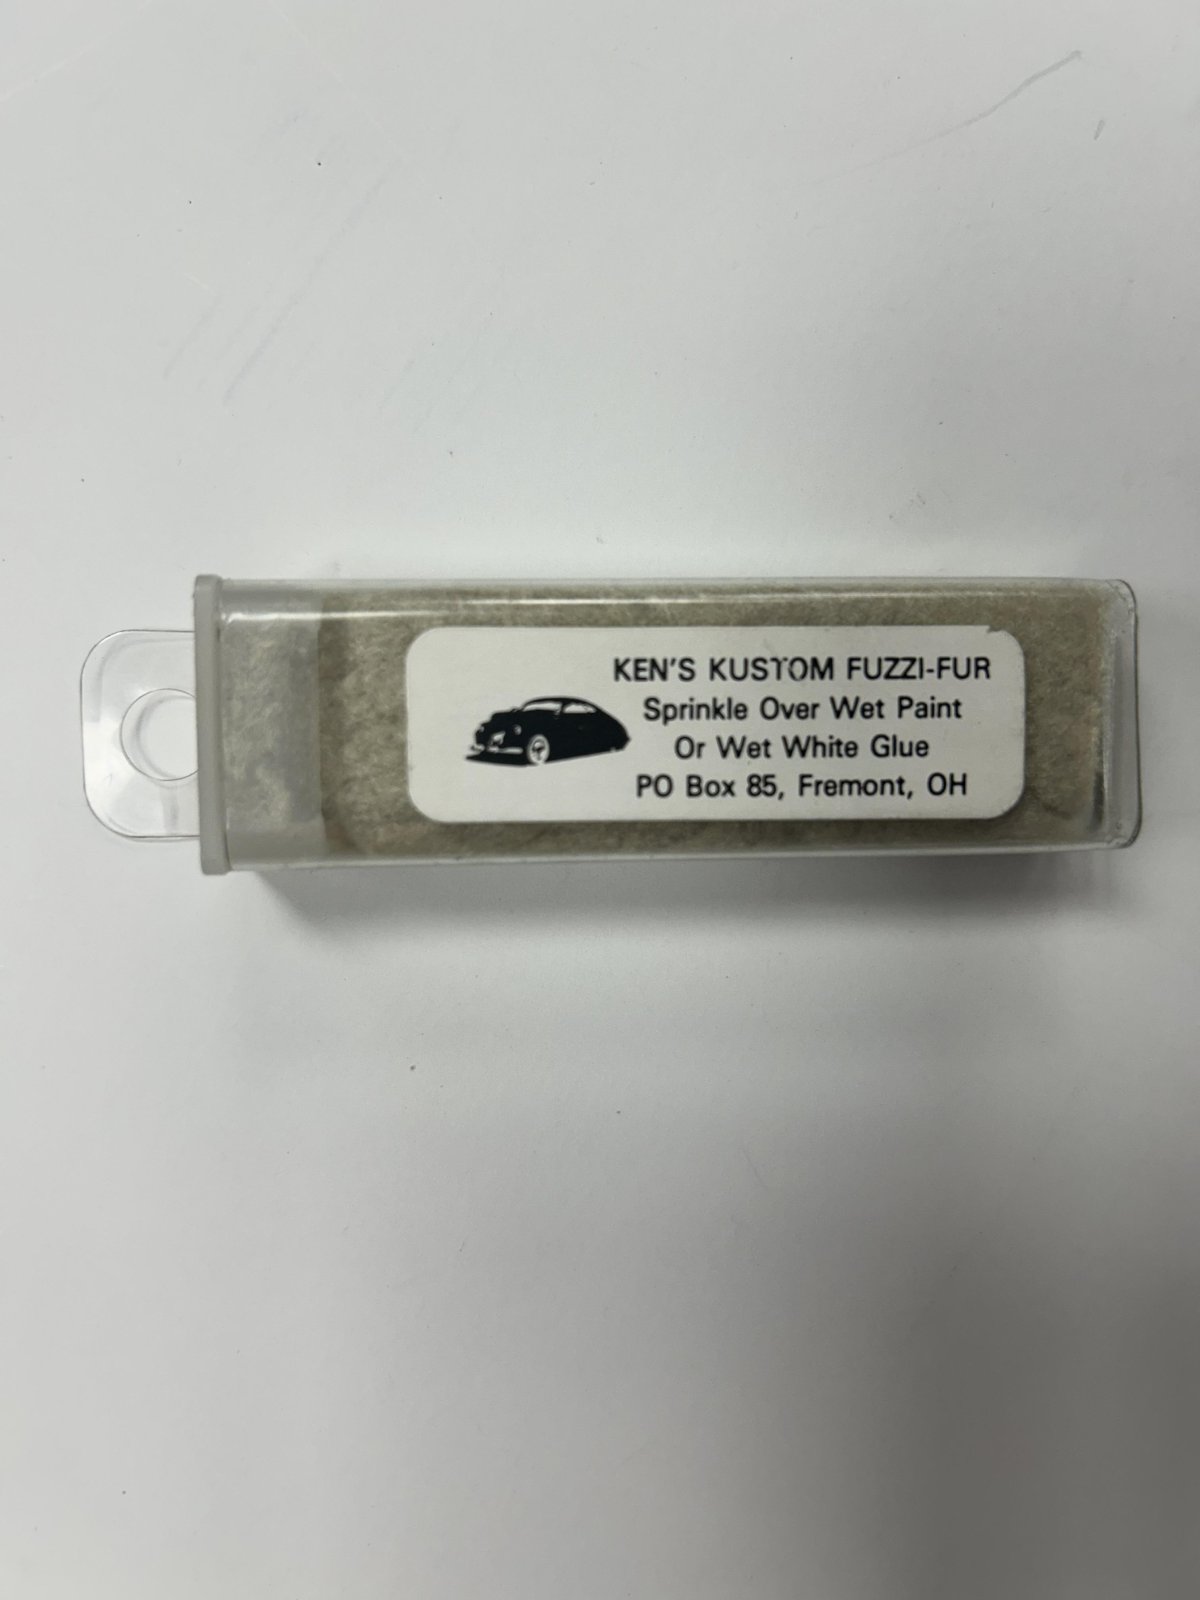 KEN'S KUSTOM FUZZI-FUR
Sprinkle Over Wet Paint
Or Wet White Glue
PO Box 85, Fremont, OH